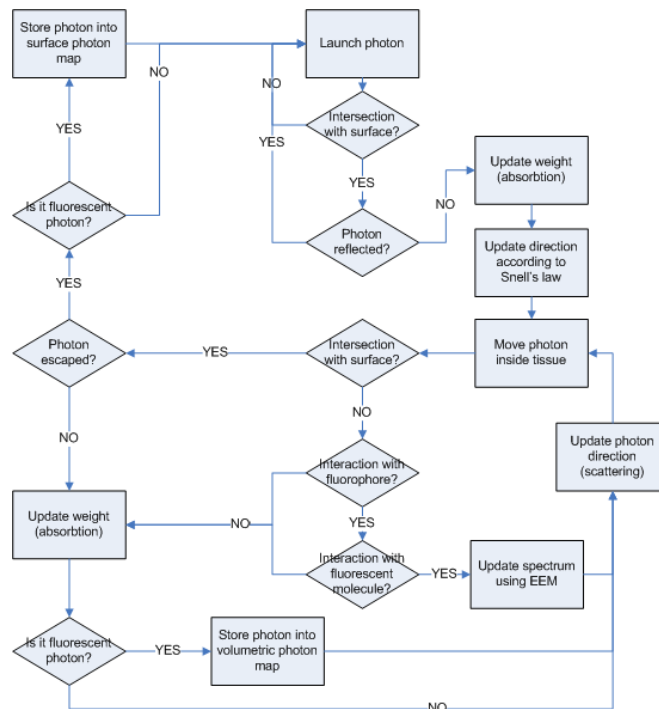 Store photon into
surface photon
map
Launch photon
NO
NO
Intersection
with surface?
YES
YES
YES
Update weight
(absorbtion)
Is it fluorescent
photon?
NO
Photon
reflected?
Update direction
according to
Snell's law
YES
Photon
escaped?
YES
Intersection
with surface?
Move photon
inside tissue
NO
NO
Update photon
direction
(scattering)
Interaction with
fluorophore?
Update weight
(absorbtion)
NO
YES
Interaction with
fluorescent
molecule?
YES
Update spectrum
using EEM
Is it fluorescent
photon?
YES
Store photon into
volumetric photon
map
NO